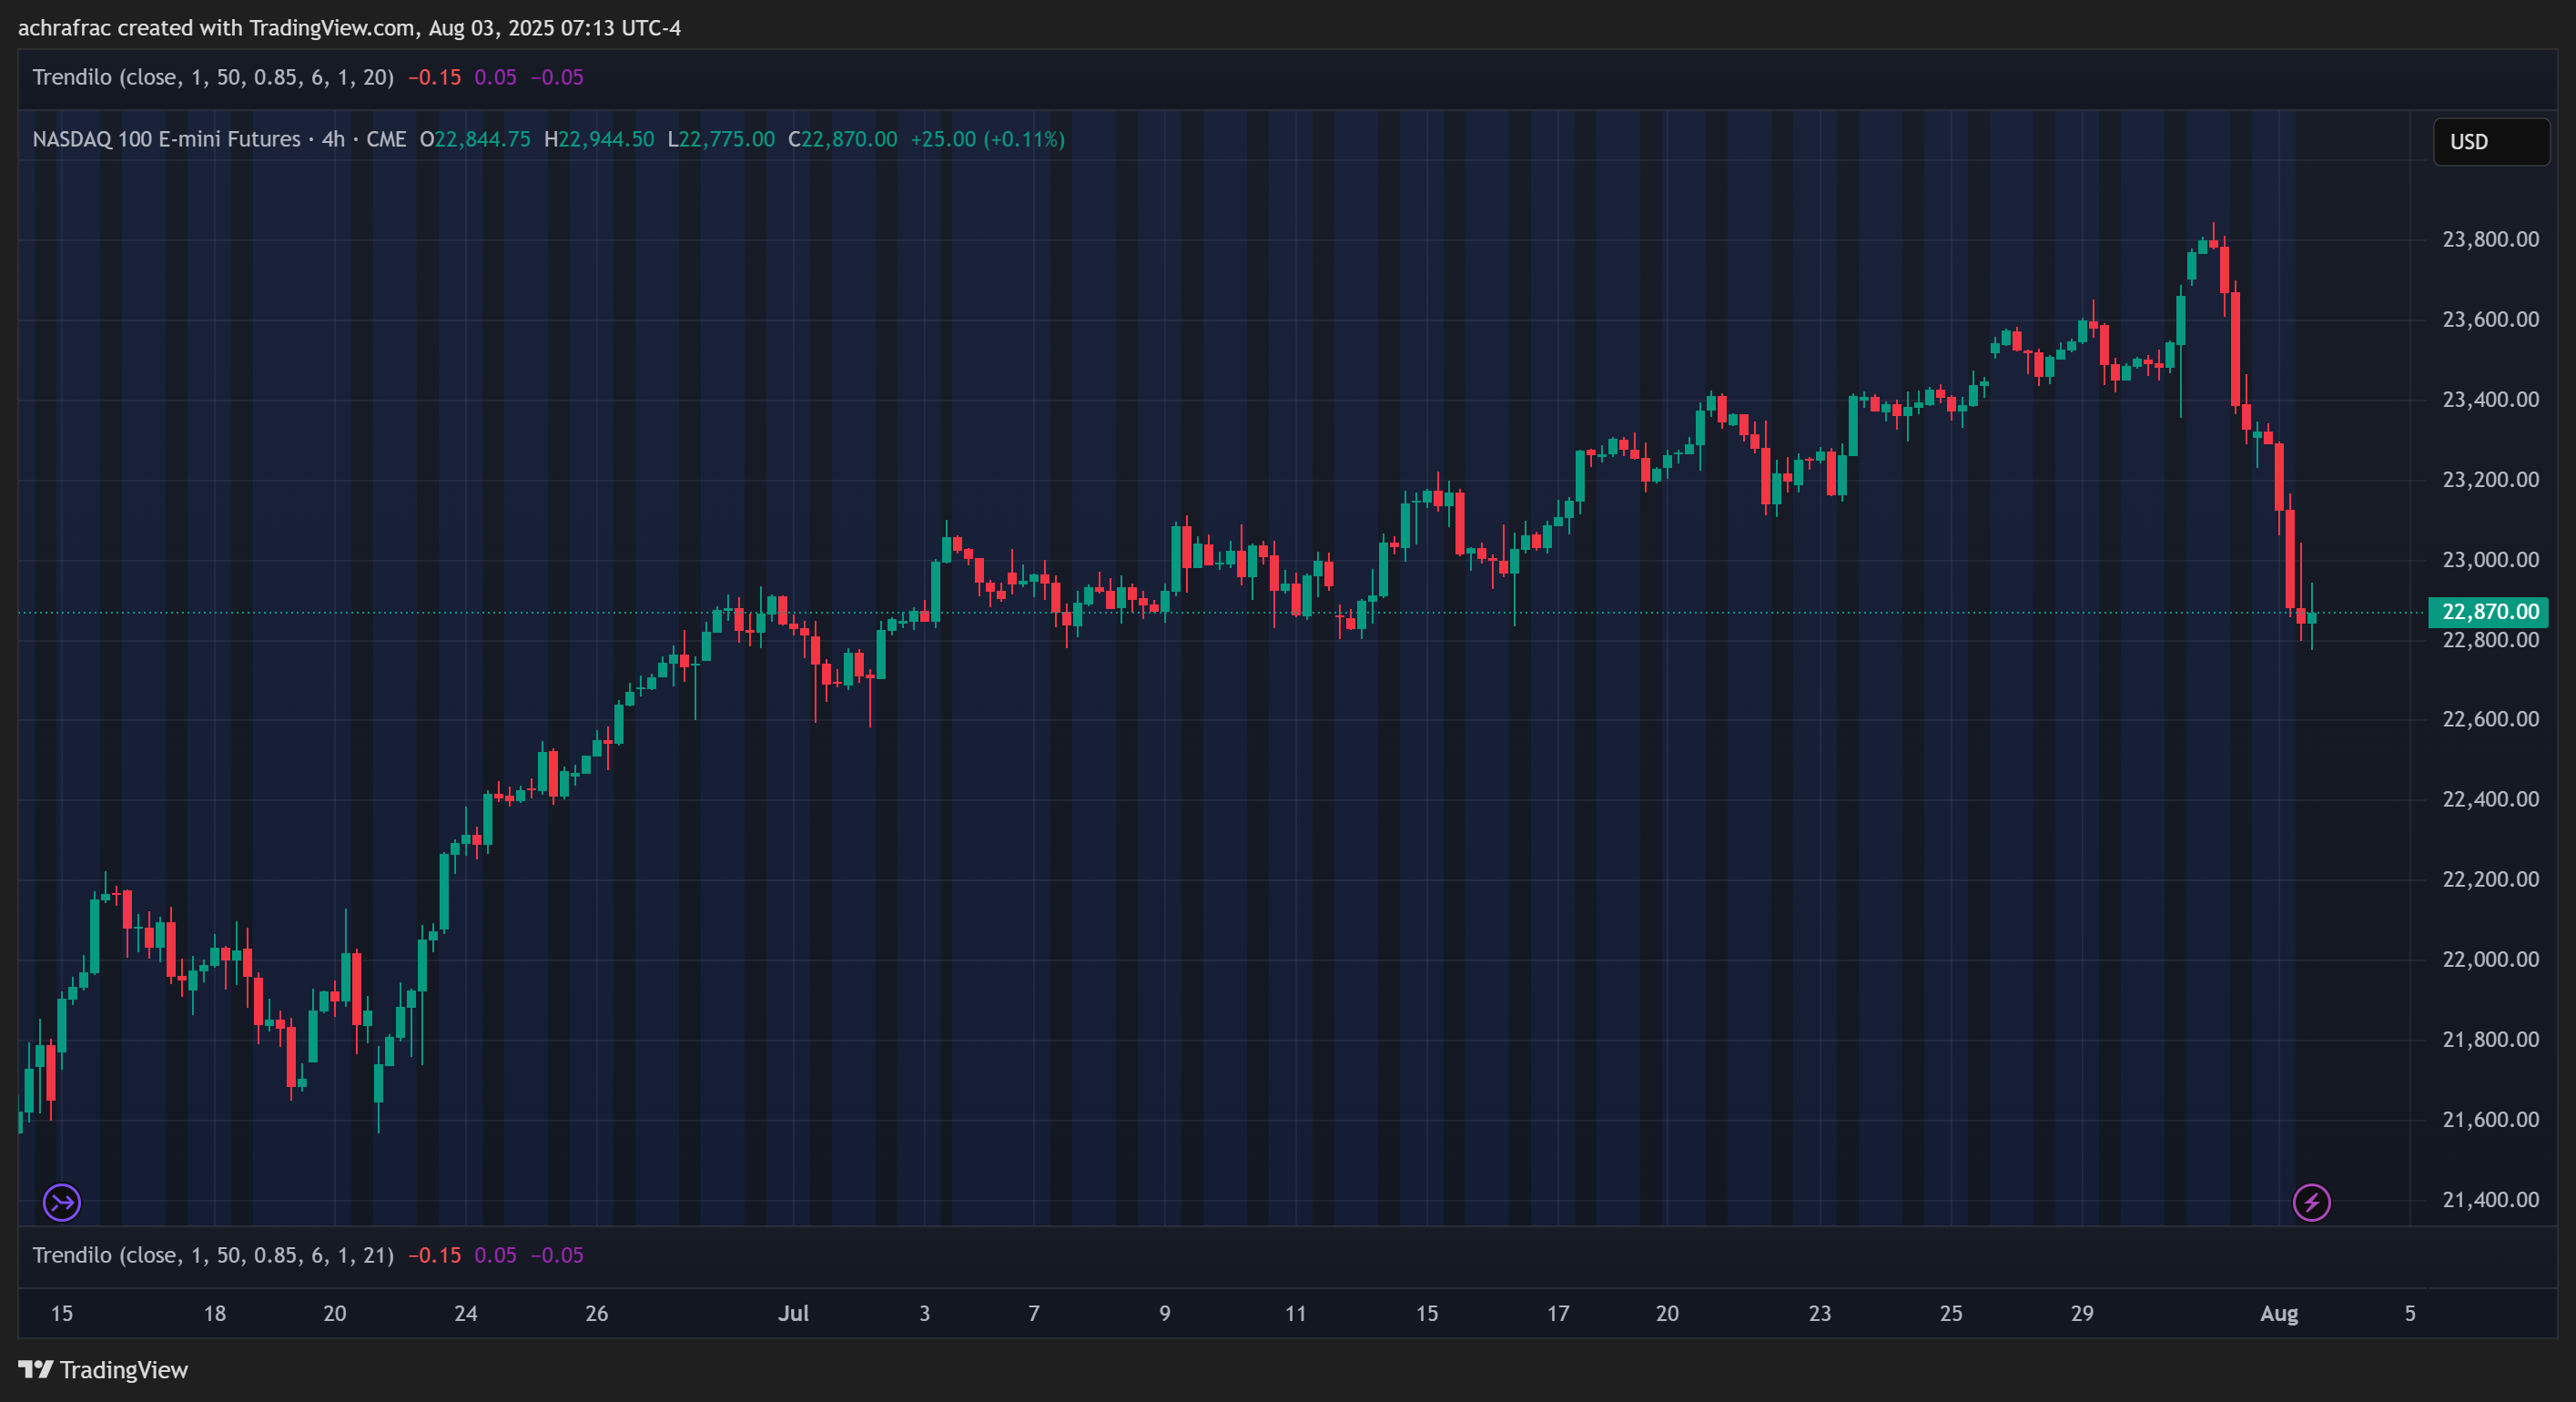 achrafrac created with TradingView.com, Aug 03, 2025 07:13 UTC-4
Trendilo (close, 1, 50, 0.85, 6, 1, 20) −0.15 0.05 −0.05
NASDAQ 100 E-mini Futures · 4h · CME O22,844.75 H22,944.50 L22,775.00 C22,870.00 +25.00 (+0.11%)
USD
23,800.00
23,600.00
23,400.00
23,200.00
23,000.00
22,870.00
22,800.00
22,600.00
22,400.00
22,200.00
22,000.00
21,800.00
21,600.00
21,400.00
Trendilo (close, 1, 50, 0.85, 6, 1, 21) −0.15 0.05 −0.05
15 18 20 24 26 Jul 3 7 9 11 15 17 20 23 25 29 Aug 5
TradingView